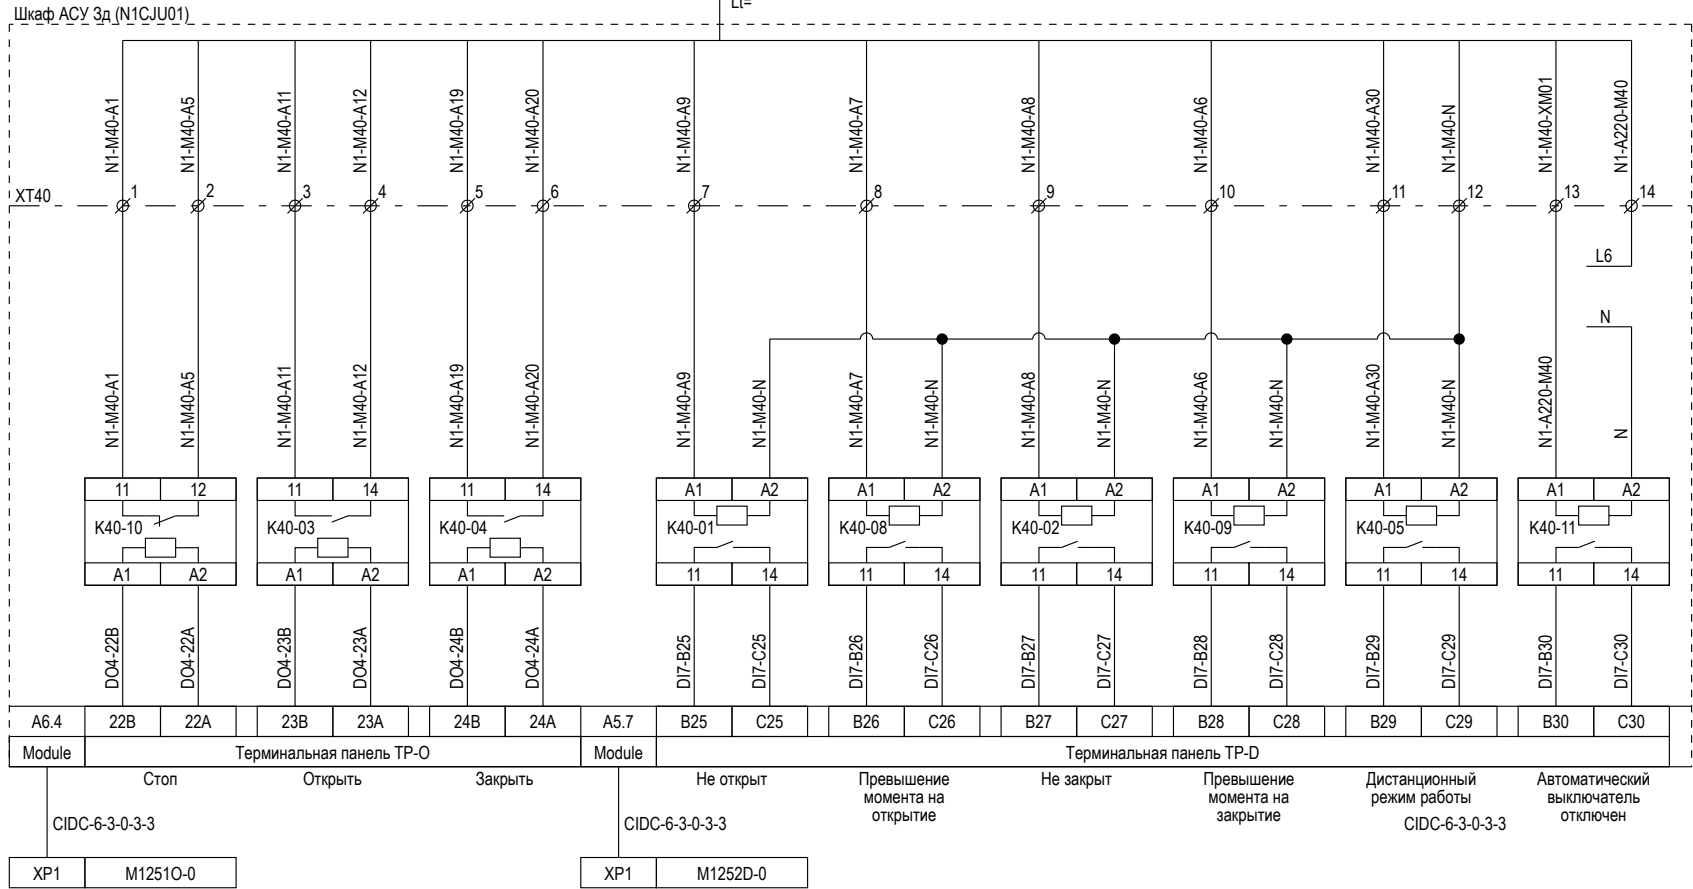 Lt=
Шкаф АСУ 3д (N1CJU01)
N1-M40-A1 N1-M40-A5 N1-M40-A11 N1-M40-A12 N1-M40-A19 N1-M40-A20 N1-M40-A9 N1-M40-A7 N1-M40-A8 N1-M40-A6 N1-M40-A30 N1-M40-N N1-M40-XM01 N1-A220-M40
XT40 1 2 3 4 5 6 7 8 9 10 11 12 13 14
L6
N
N1-M40-A1 N1-M40-A5 N1-M40-A11 N1-M40-A12 N1-M40-A19 N1-M40-A20 N1-M40-A9 N1-M40-N N1-M40-A7 N1-M40-N N1-M40-A8 N1-M40-N N1-M40-A6 N1-M40-N N1-M40-A30 N1-M40-N N1-A220-M40 N
11 12 11 14 11 14 A1 A2 A1 A2 A1 A2 A1 A2 A1 A2 A1 A2
K40-10 K40-03 K40-04 K40-01 K40-08 K40-02 K40-09 K40-05 K40-11
A1 A2 A1 A2 A1 A2 11 14 11 14 11 14 11 14 11 14 11 14
DO4-22B DO4-22A DO4-23B DO4-23A DO4-24B DO4-24A DI7-B25 DI7-C25 DI7-B26 DI7-C26 DI7-B27 DI7-C27 DI7-B28 DI7-C28 DI7-B29 DI7-C29 DI7-B30 DI7-C30
A6.4 22B 22A 23B 23A 24B 24A A5.7 B25 C25 B26 C26 B27 C27 B28 C28 B29 C29 B30 C30
Module Терминальная панель TP-O Module Терминальная панель TP-D
Стоп Открыть Закрыть Не открыт Превышение Не закрыт Превышение Дистанционный Автоматический
момента на момента на режим работы выключатель
открытие закрытие отключен
CIDC-6-3-0-3-3 CIDC-6-3-0-3-3 CIDC-6-3-0-3-3
XP1 M1251O-0 XP1 M1252D-0